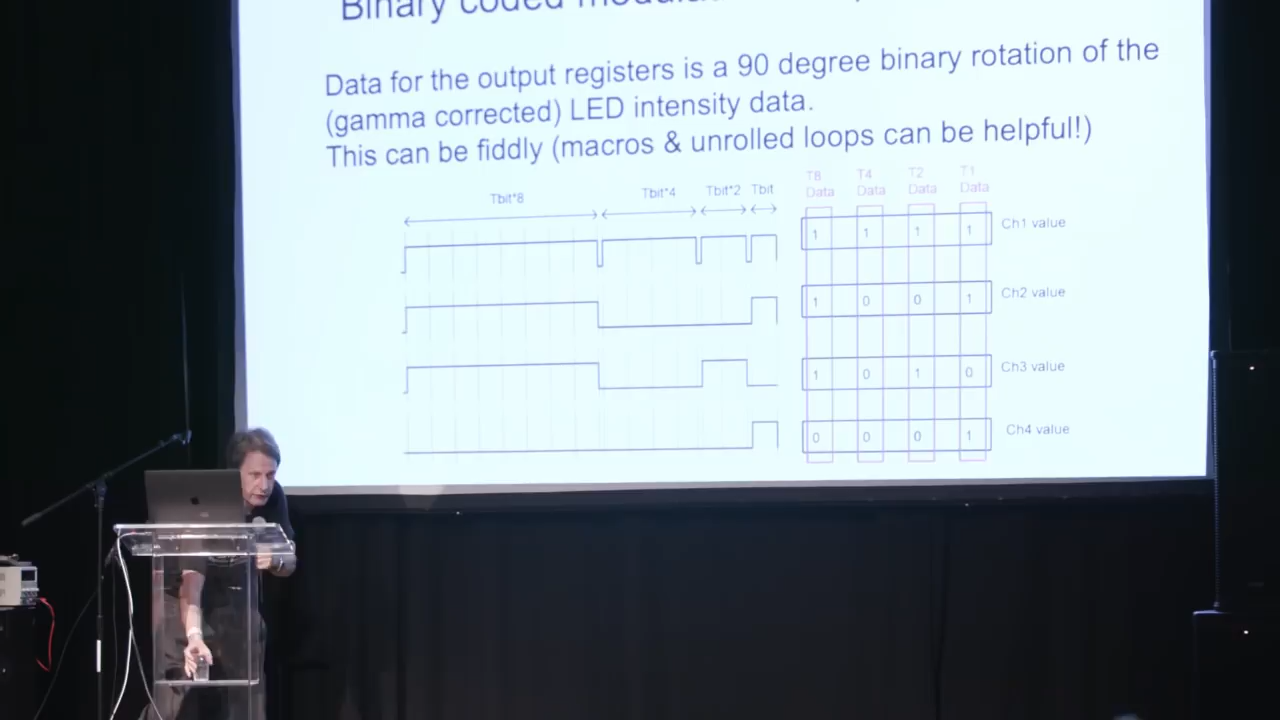 Binary coded
Data for the output registers is a 90 degree binary rotation of the
(gamma corrected) LED intensity data.
This can be fiddly (macros & unrolled loops can be helpful!)
Tbit*8 Tbit*4 Tbit*2 Tbit
T8 T4 T2 T1
Data Data Data Data
1 1 1 1 Ch1 value
1 0 0 1 Ch2 value
1 0 1 0 Ch3 value
0 0 0 1 Ch4 value